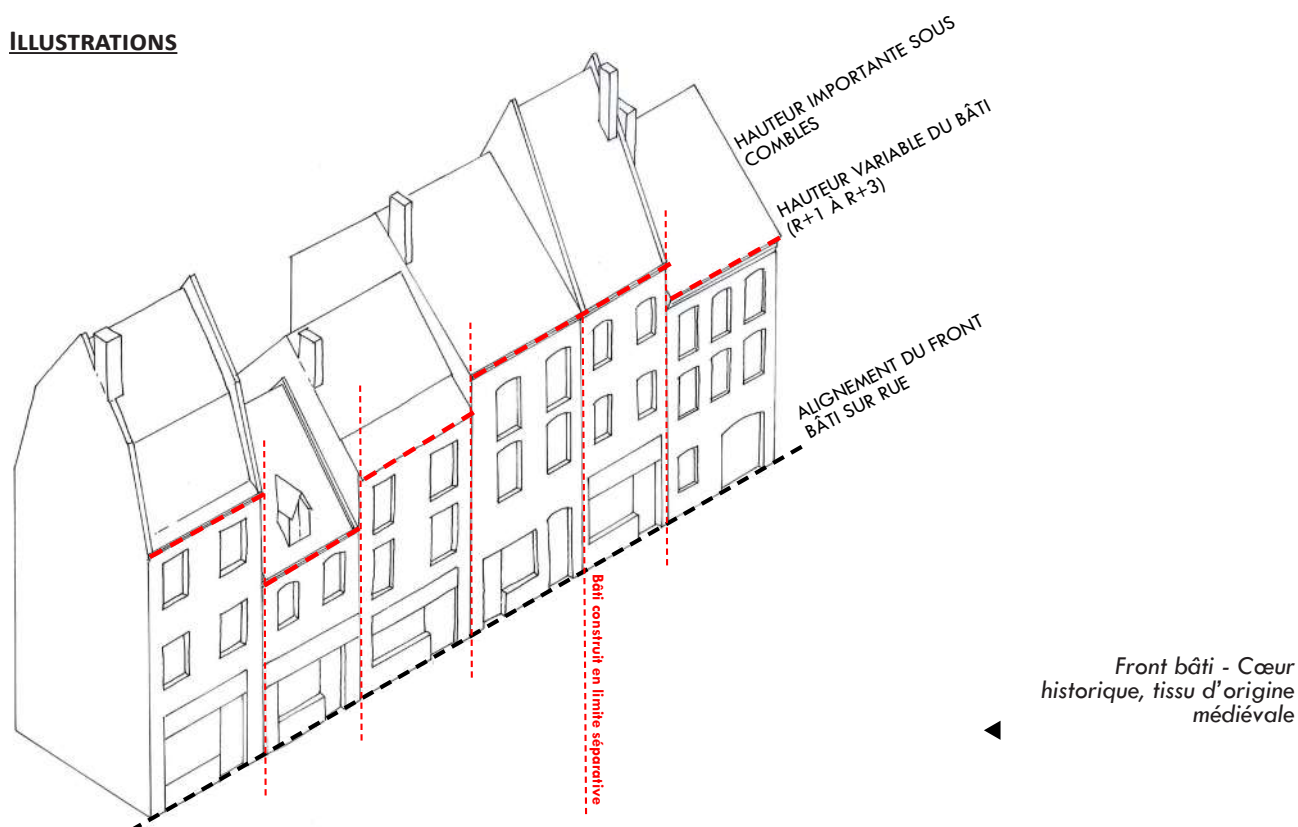 ILLUSTRATIONS
HAUTEUR IMPORTANTE SOUS
COMBLES
HAUTEUR VARIABLE DU BÂTI
(R+1 À R+3)
ALIGNEMENT DU FRONT
BÂTI SUR RUE
Bâti construit en limite séparative
Front bâti - Cœur
historique, tissu d'origine
médiévale